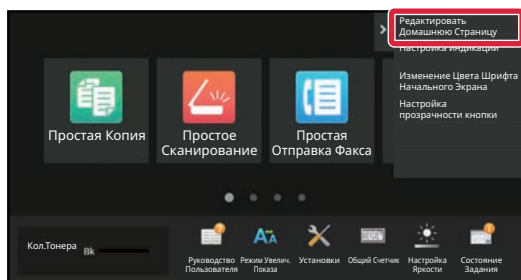 Редактировать
Домашнюю Страницу
Настройка индикации
Изменение Цвета Шрифта
Начального Экрана
Настройка
прозрачности кнопки
Простая Копия
Простое
Сканирование
Простая
Отправка Факса
Кол.Тонера
Bk
Руководство
Пользователя
Режим Увелич.
Показа
Установки
Общий Счетчик
Настройка
Яркости
Состояние
Задания